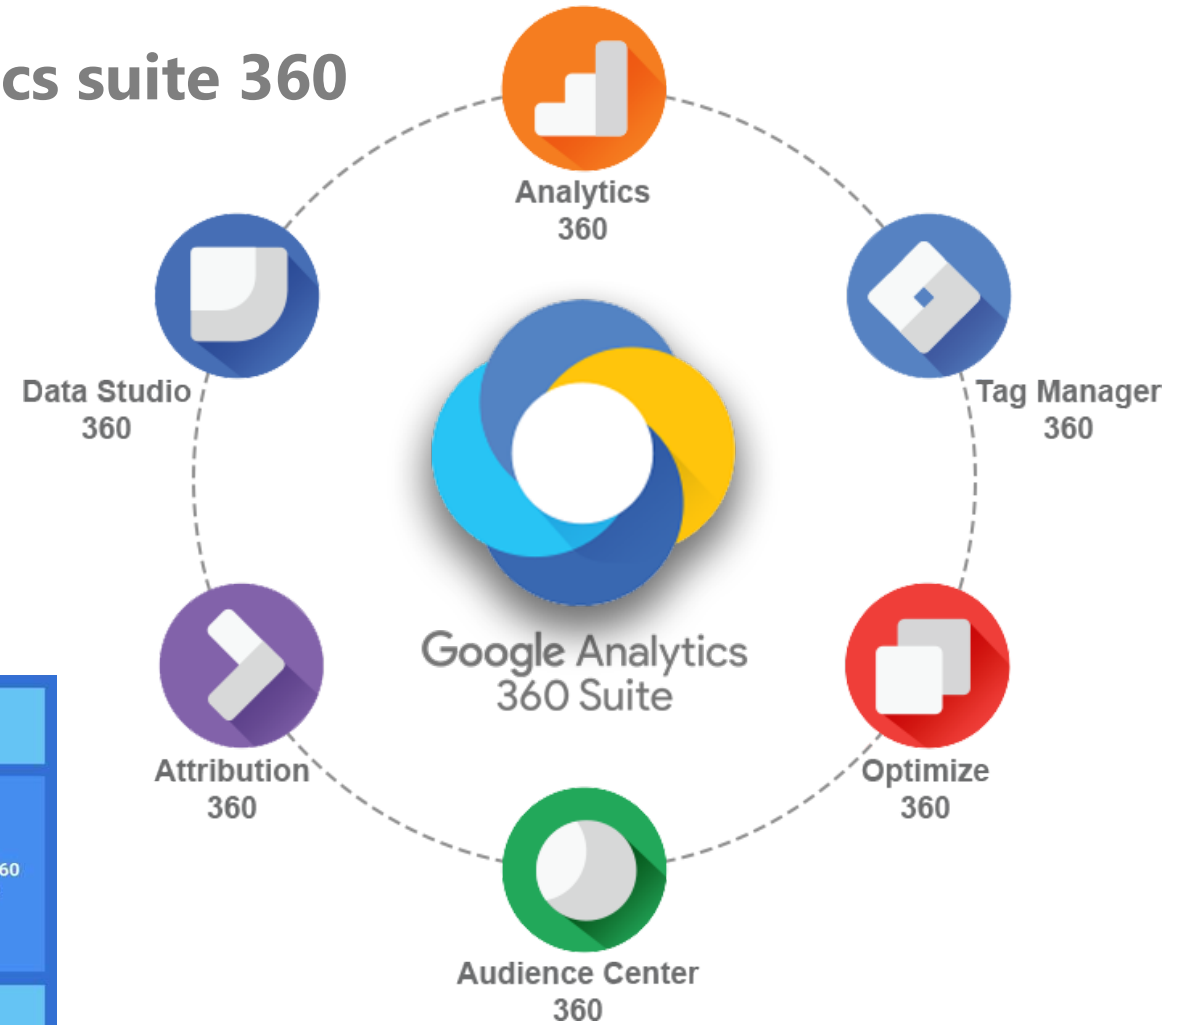 cs suite 360
Analytics
360
Data Studio
360
Tag Manager
360
Google Analytics
360 Suite
Attribution
360
Optimize
360
60
Audience Center
360